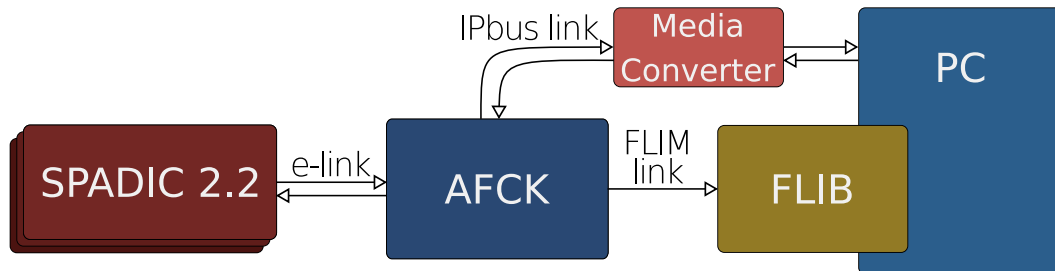 IPbus link
Media
Converter
PC
SPADIC 2.2
e-link
AFCK
FLIM
link
FLIB